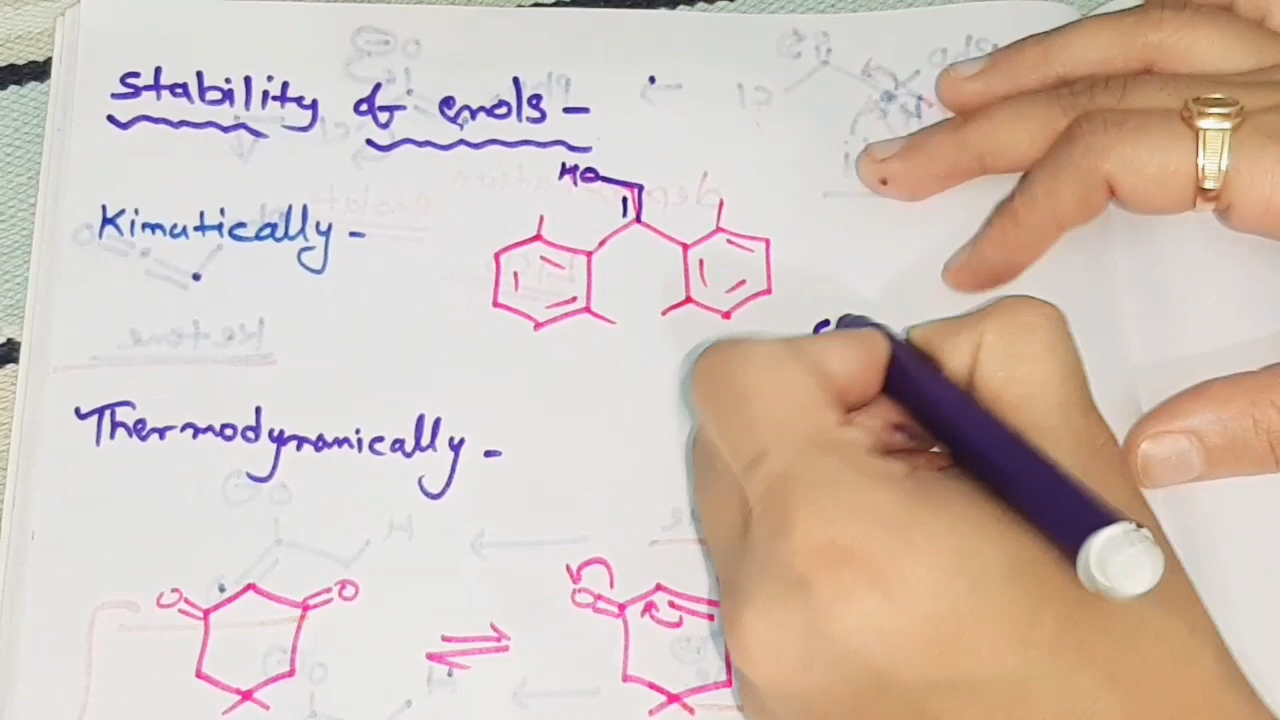 Stability of enols -
HO
Kinetically -
Thermodynamically -
O O
O